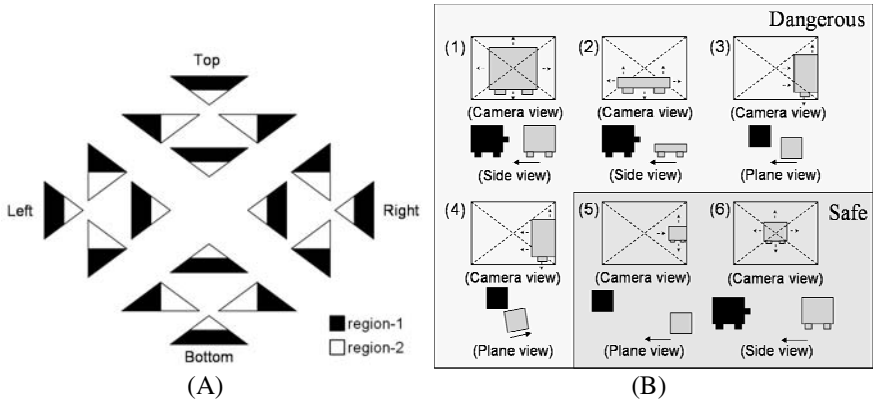 Top
Left
Right
Bottom
region-1
region-2
(A)
Dangerous
(1)
(2)
(3)
(Camera view)
(Camera view)
(Camera view)
(Side view)
(Side view)
(Plane view)
(4)
(5)
(6)
Safe
(Camera view)
(Camera view)
(Camera view)
(Plane view)
(Plane view)
(Side view)
(B)